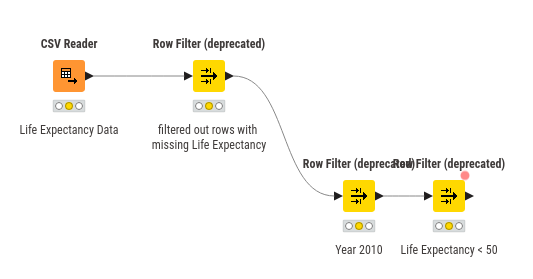 CSV Reader
Row Filter (deprecated)
Life Expectancy Data
filtered out rows with
missing Life Expectancy
Row Filter (deprecated)
Row Filter (deprecated)
Year 2010
Life Expectancy < 50